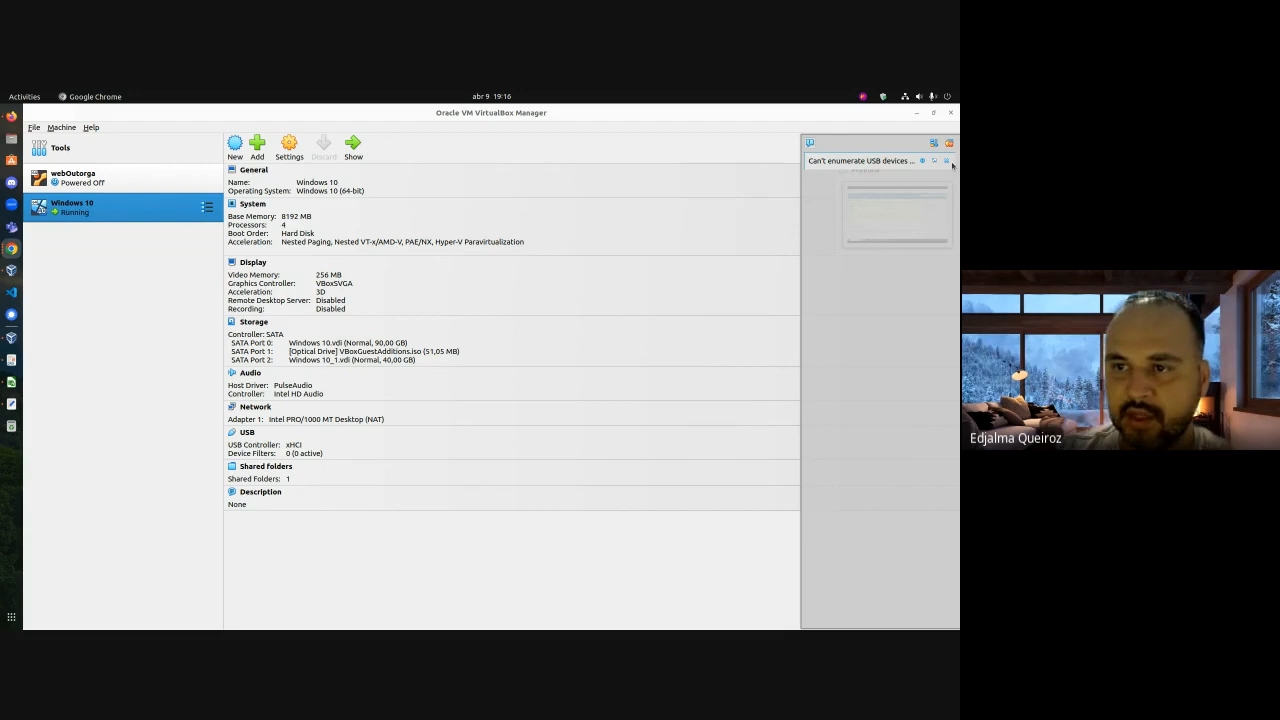 Activities
Google Chrome
abr 9 19:16
Oracle VM VirtualBox Manager
File Machine Help
Tools
webOutorga
Powered Off
Windows 10
Running
New Add Settings Discard Show
General
Name: Windows 10
Operating System: Windows 10 (64-bit)
System
Base Memory: 8192 MB
Processors: 4
Boot Order: Hard Disk
Acceleration: Nested Paging, Nested VT-x/AMD-V, PAE/NX, Hyper-V Paravirtualization
Display
Video Memory: 256 MB
Graphics Controller: VBoxSVGA
Acceleration: 3D
Remote Desktop Server: Disabled
Recording: Disabled
Storage
Controller: SATA
SATA Port 0: Windows 10.vdi (Normal, 90,00 GB)
SATA Port 1: [Optical Drive] VBoxGuestAdditions.iso (51,05 MB)
SATA Port 2: Windows 10_1.vdi (Normal, 40,00 GB)
Audio
Host Driver: PulseAudio
Controller: Intel HD Audio
Network
Adapter 1: Intel PRO/1000 MT Desktop (NAT)
USB
USB Controller: xHCI
Device Filters: 0 (0 active)
Shared folders
Shared Folders: 1
Description
None
Can't enumerate USB devices ...
Edjalma Queiroz